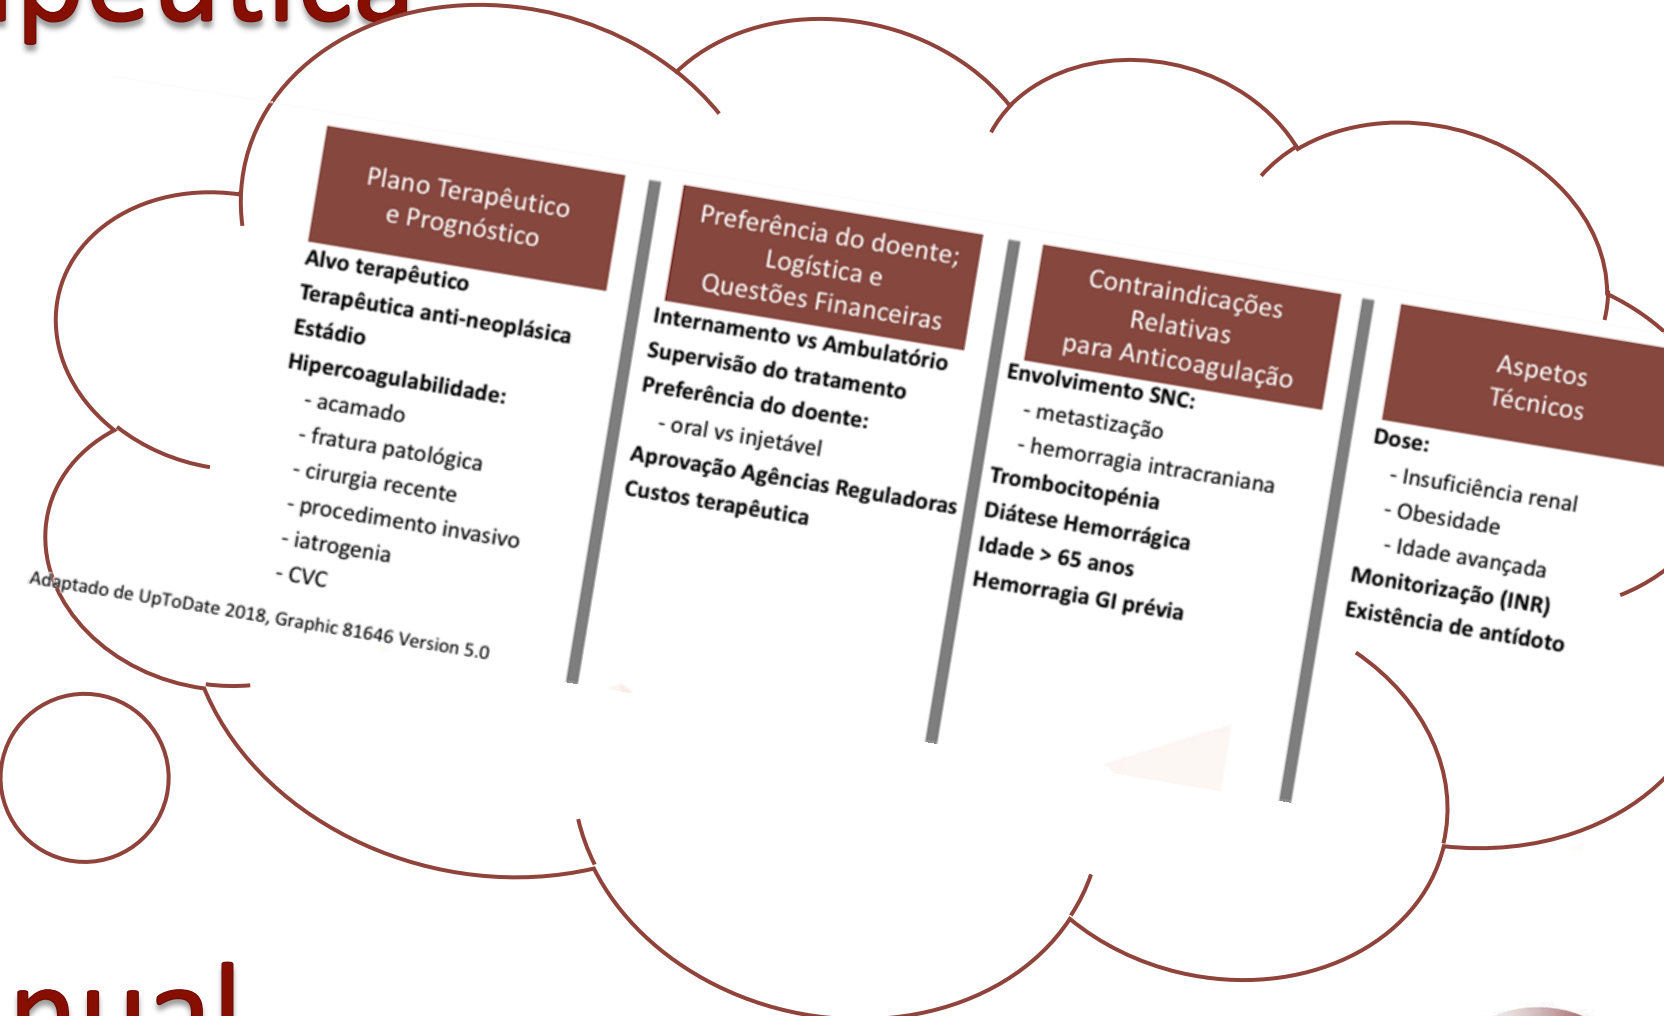 Plano Terapêutico
e Prognóstico
Alvo terapêutico
Terapêutica anti-neoplásica
Estádio
Hipercoagulabilidade:
- acamado
- fratura patológica
- cirurgia recente
- procedimento invasivo
- iatrogenia
- CVC
Adaptado de UpToDate 2018, Graphic 81646 Version 5.0
Preferência do doente;
Logística e
Questões Financeiras
Internamento vs Ambulatório
Supervisão do tratamento
Preferência do doente:
- oral vs injetável
Aprovação Agências Reguladoras
Custos terapêutica
Contraindicações
Relativas
para Anticoagulação
Envolvimento SNC:
- metastização
- hemorragia intracraniana
Trombocitopénia
Diátese Hemorrágica
Idade > 65 anos
Hemorragia GI prévia
Aspetos
Técnicos
Dose:
- Insuficiência renal
- Obesidade
- Idade avançada
Monitorização (INR)
Existência de antídoto
nual